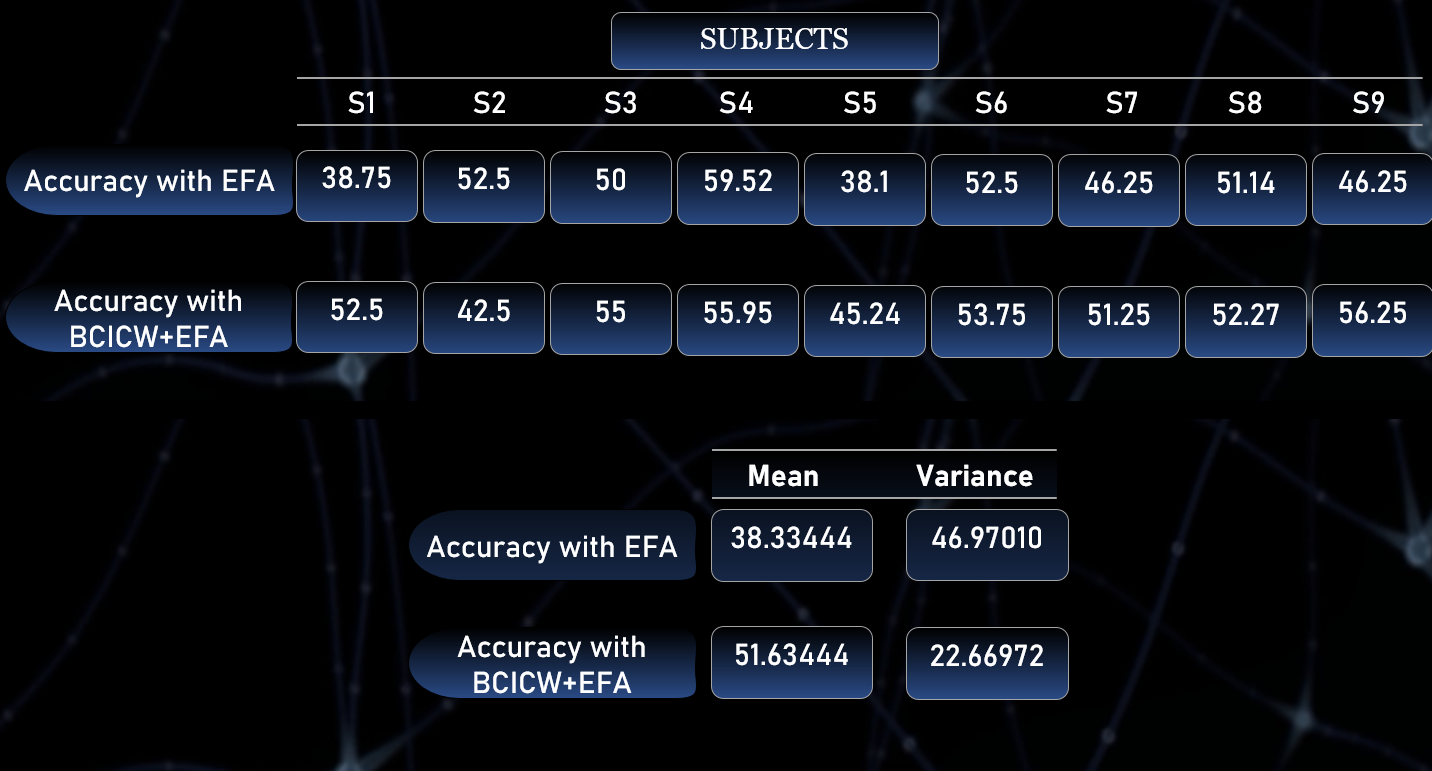 SUBJECTS
S1 S2 S3 S4 S5 S6 S7 S8 S9
Accuracy with EFA 38.75 52.5 50 59.52 38.1 52.5 46.25 51.14 46.25
Accuracy with
BCICW+EFA 52.5 42.5 55 55.95 45.24 53.75 51.25 52.27 56.25
Mean Variance
Accuracy with EFA 38.33444 46.97010
Accuracy with
BCICW+EFA 51.63444 22.66972